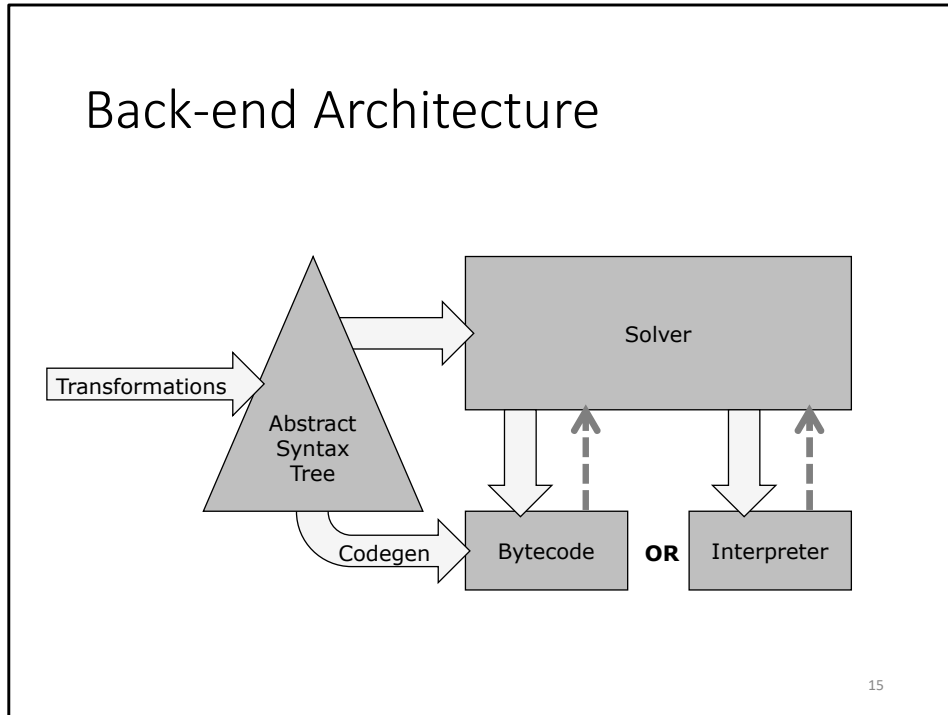 Back-end Architecture
Solver
Transformations
Abstract
Syntax
Tree
Codegen
Bytecode
OR
Interpreter
15